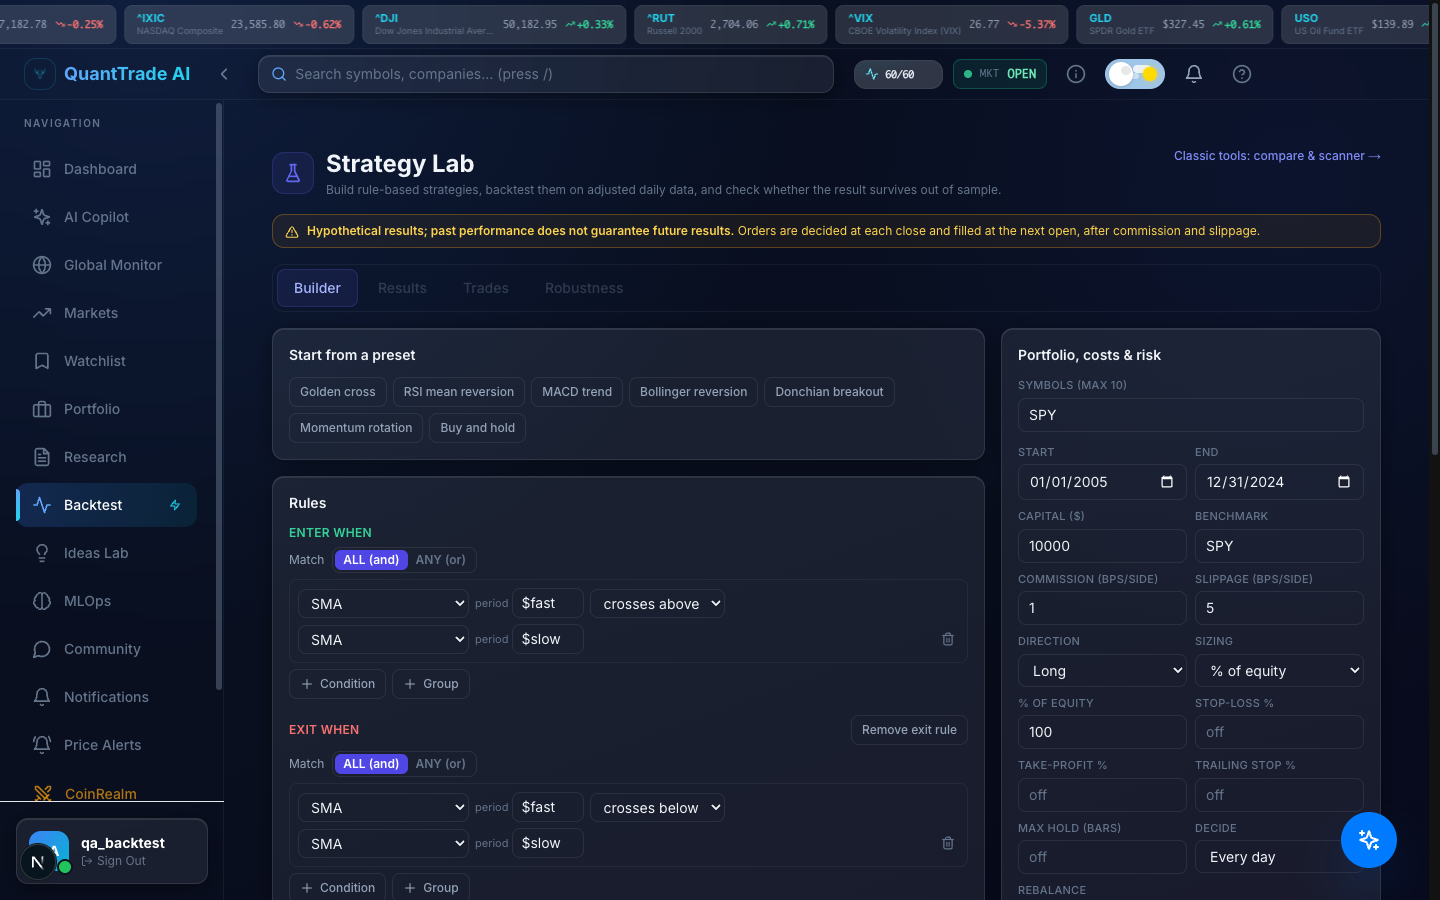 7,182.78 -0.25%
^IXIC 23,585.80 -0.62%
NASDAQ Composite
^DJI 50,182.95 +0.33%
Dow Jones Industrial Aver...
^RUT 2,704.06 +0.71%
Russell 2000
^VIX 26.77 -5.37%
CBOE Volatility Index (VIX)
GLD $327.45 +0.61%
SPDR Gold ETF
USO $139.89
US Oil Fund ETF
QuantTrade AI
Search symbols, companies... (press /)
60/60
MKT OPEN
NAVIGATION
Dashboard
AI Copilot
Global Monitor
Markets
Watchlist
Portfolio
Research
Backtest
Ideas Lab
MLOps
Community
Notifications
Price Alerts
CoinRealm
qa_backtest
Sign Out
N
Strategy Lab
Classic tools: compare & scanner →
Build rule-based strategies, backtest them on adjusted daily data, and check whether the result survives out of sample.
Hypothetical results; past performance does not guarantee future results. Orders are decided at each close and filled at the next open, after commission and slippage.
Builder Results Trades Robustness
Start from a preset
Golden cross RSI mean reversion MACD trend Bollinger reversion Donchian breakout
Momentum rotation Buy and hold
Rules
ENTER WHEN
Match ALL (and) ANY (or)
SMA period $fast crosses above
SMA period $slow
+ Condition + Group
EXIT WHEN Remove exit rule
Match ALL (and) ANY (or)
SMA period $fast crosses below
SMA period $slow
+ Condition + Group
Portfolio, costs & risk
SYMBOLS (MAX 10)
SPY
START END
01/01/2005 12/31/2024
CAPITAL ($) BENCHMARK
10000 SPY
COMMISSION (BPS/SIDE) SLIPPAGE (BPS/SIDE)
1 5
DIRECTION SIZING
Long % of equity
% OF EQUITY STOP-LOSS %
100 off
TAKE-PROFIT % TRAILING STOP %
off off
MAX HOLD (BARS) DECIDE
off Every day
REBALANCE